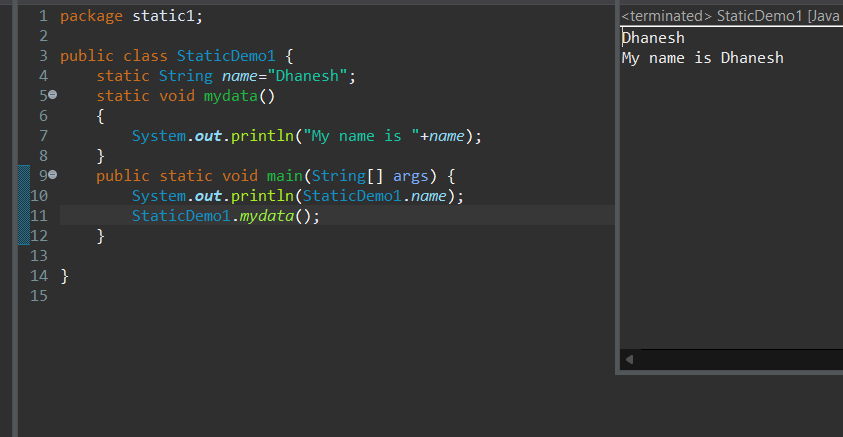 1 package static1;
2
3 public class StaticDemo1 {
4     static String name="Dhanesh";
5     static void mydata()
6     {
7         System.out.println("My name is "+name);
8     }
9     public static void main(String[] args) {
10         System.out.println(StaticDemo1.name);
11         StaticDemo1.mydata();
12     }
13
14 }
15
<terminated> StaticDemo1 [Java
Dhanesh
My name is Dhanesh